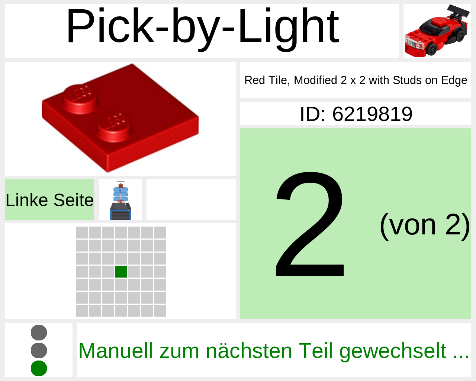 Pick-by-Light
Red Tile, Modified 2 x 2 with Studs on Edge
ID: 6219819
Linke Seite
2 (von 2)
Manuell zum nächsten Teil gewechselt ...